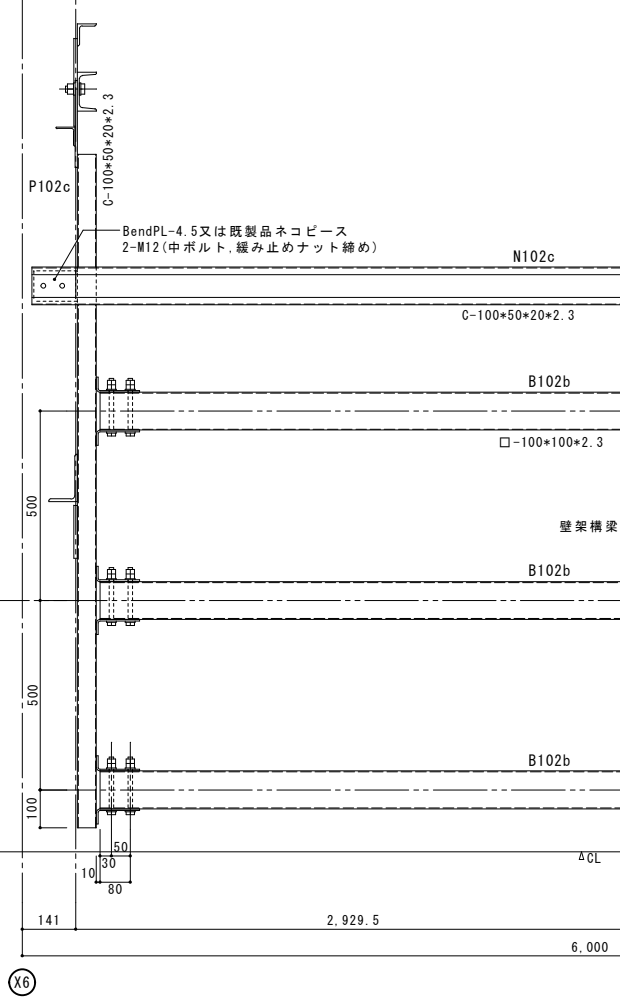 C-100*50*20*2.3
P102c
BendPL-4.5又は既製品ネコピース
2-M12(中ボルト,緩み止めナット締め)
N102c
C-100*50*20*2.3
B102b
□-100*100*2.3
500
壁架構梁
B102b
500
B102b
100
50
30
10
80
△CL
141
2,929.5
6,000
X6